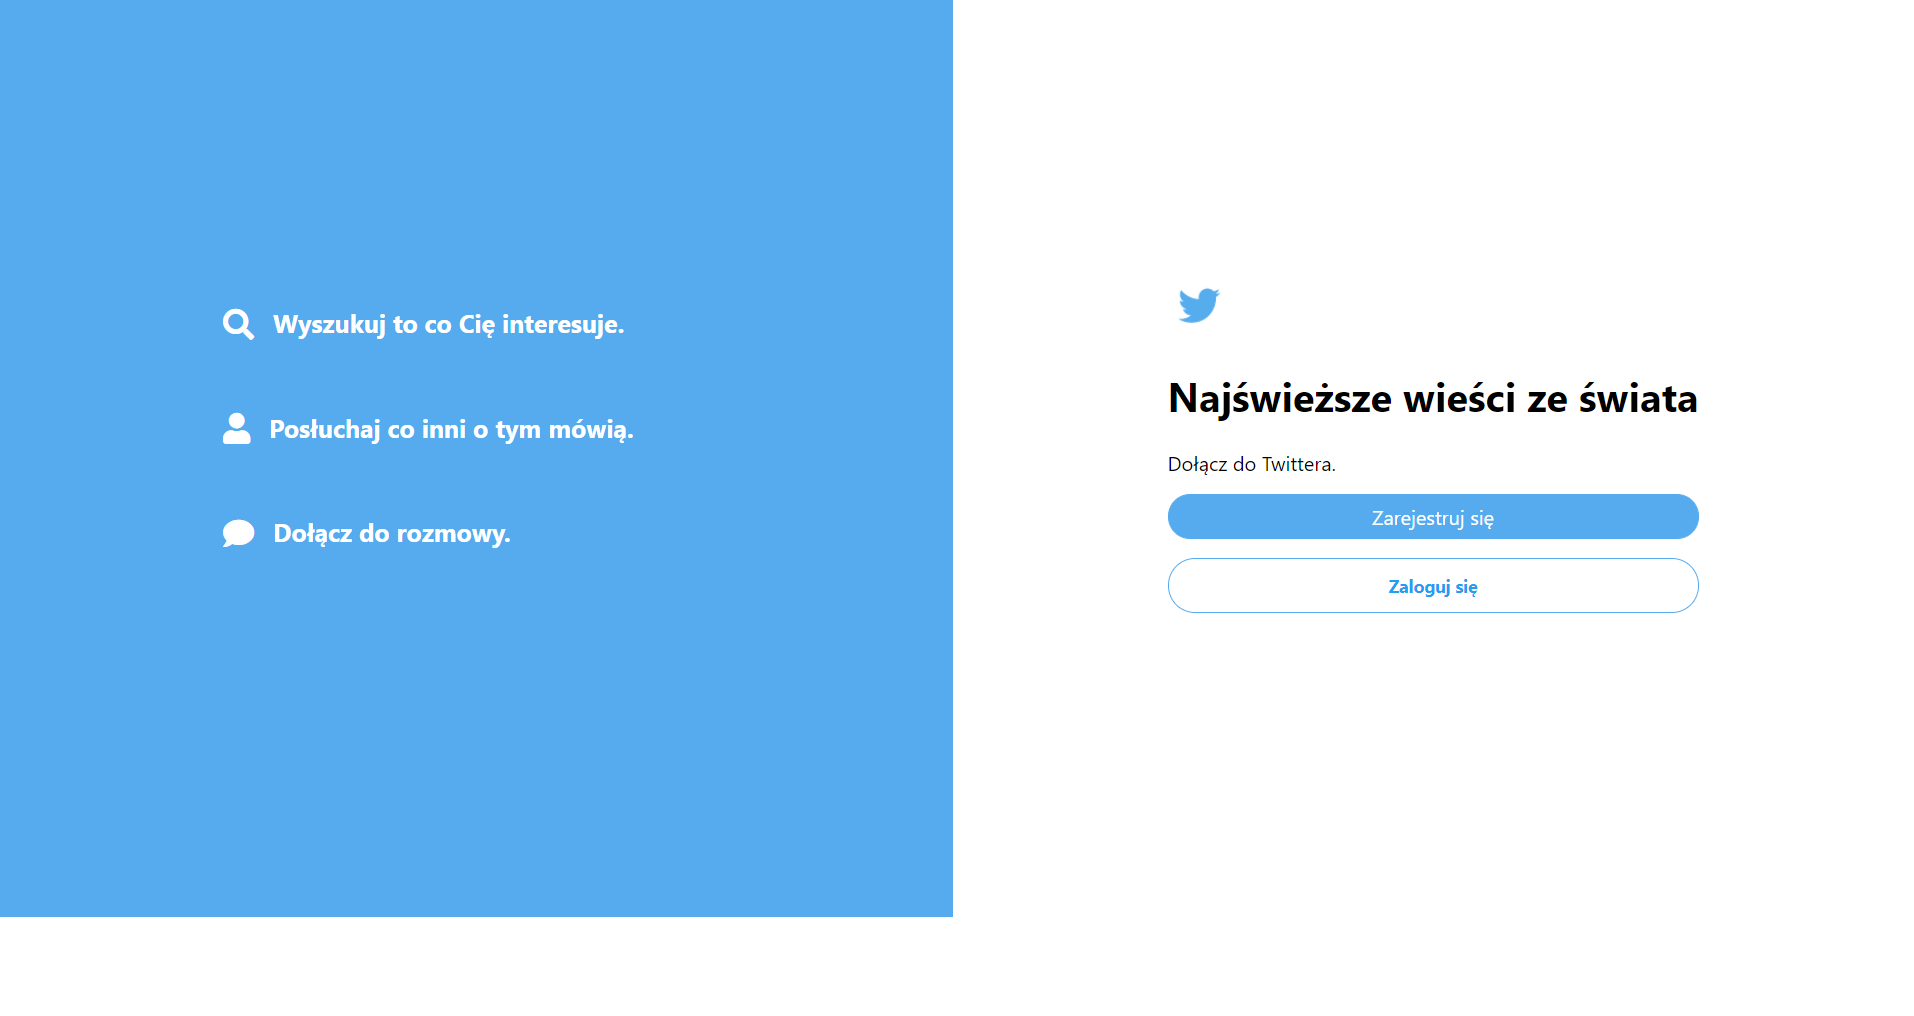 Wyszukuj to co Cię interesuje.
Posłuchaj co inni o tym mówią.
Dołącz do rozmowy.
Najświeższe wieści ze świata
Dołącz do Twittera.
Zarejestruj się
Zaloguj się